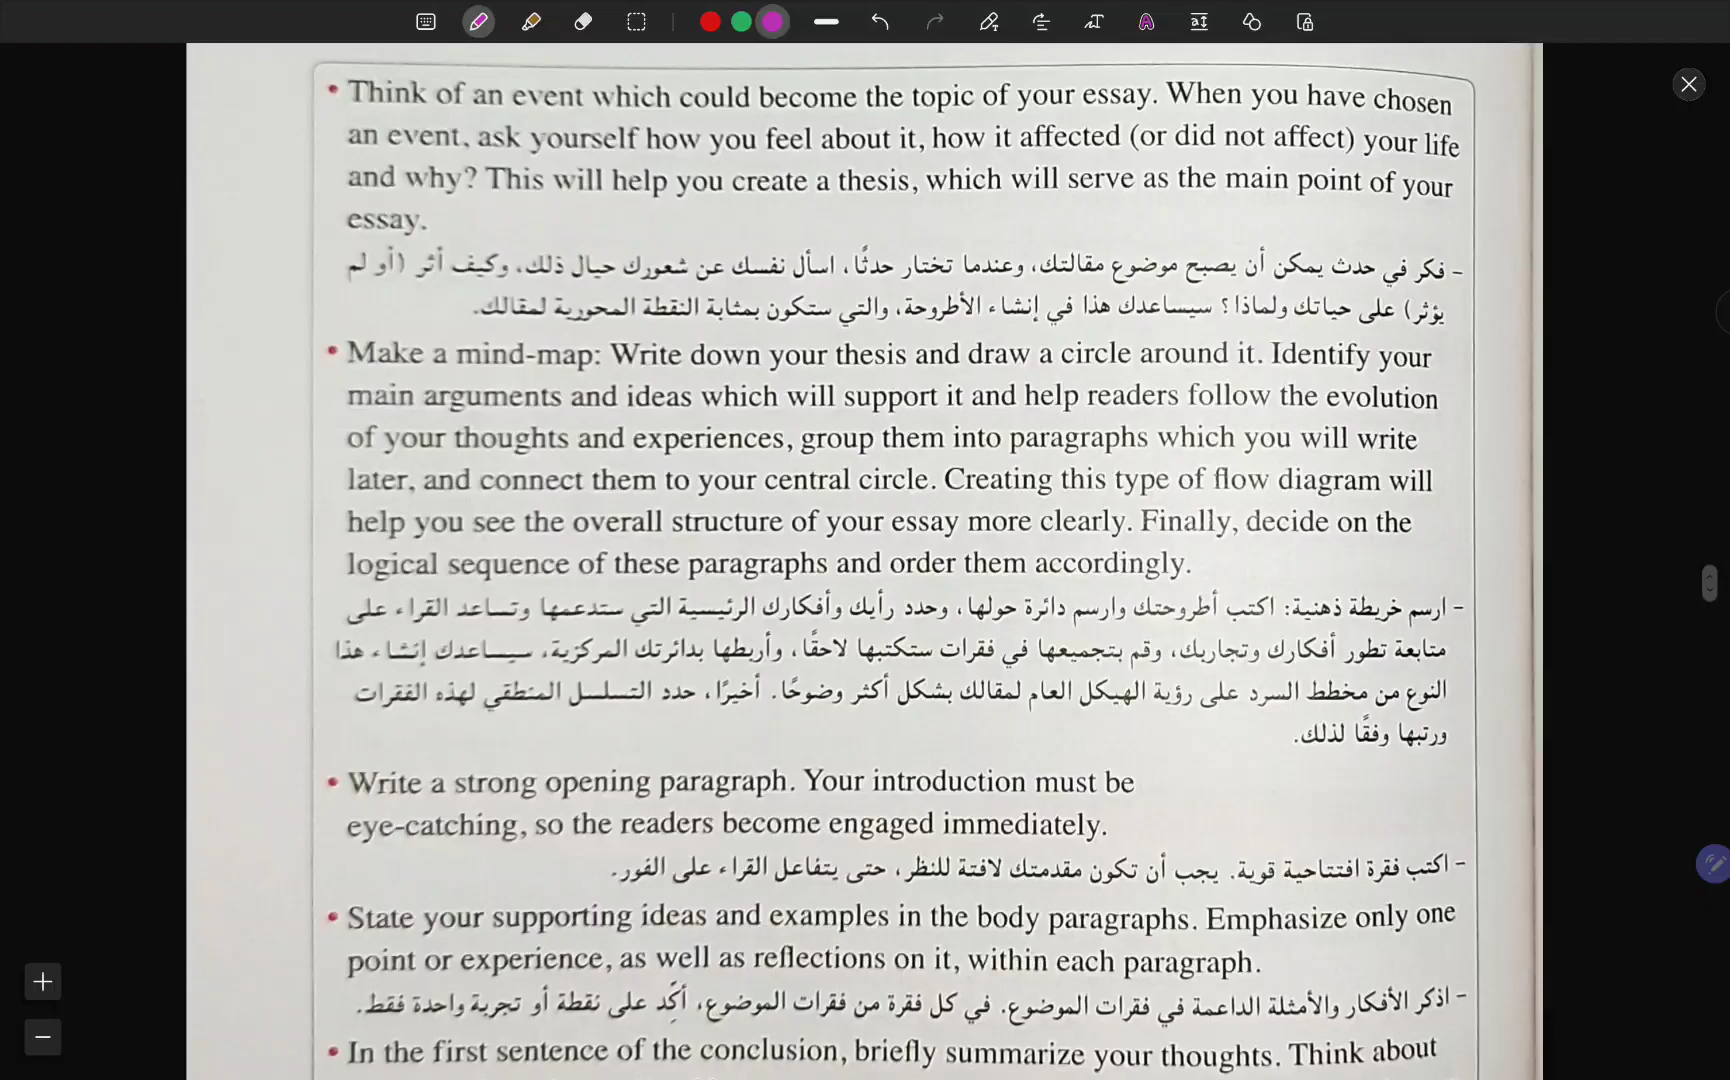 • Think of an event which could become the topic of your essay. When you have chosen
an event, ask yourself how you feel about it, how it affected (or did not affect) your life
and why? This will help you create a thesis, which will serve as the main point of your
essay.
- فكر في حدث يمكن أن يصبح موضوع مقالتك، وعندما تختار حدثًا، اسأل نفسك عن شعورك حيال ذلك، وكيف أثر (أو لم
يؤثر) على حياتك ولماذا؟ سيساعدك هذا في إنشاء الأطروحة، والتي ستكون بمثابة النقطة المحورية لمقالك.
• Make a mind-map: Write down your thesis and draw a circle around it. Identify your
main arguments and ideas which will support it and help readers follow the evolution
of your thoughts and experiences, group them into paragraphs which you will write
later, and connect them to your central circle. Creating this type of flow diagram will
help you see the overall structure of your essay more clearly. Finally, decide on the
logical sequence of these paragraphs and order them accordingly.
- ارسم خريطة ذهنية: اكتب أطروحتك وارسم دائرة حولها، وحدد رأيك وأفكارك الرئيسية التي ستدعمها وتساعد القراء على
متابعة تطور أفكارك وتجاربك، وقم بتجميعها في فقرات ستكتبها لاحقًا، وأربطها بدائرتك المركزية، سيساعدك إنشاء هذا
النوع من مخطط السرد على رؤية الهيكل العام لمقالك بشكل أكثر وضوحًا. أخيرًا، حدد التسلسل المنطقي لهذه الفقرات
ورتبها وفقًا لذلك.
• Write a strong opening paragraph. Your introduction must be
eye-catching, so the readers become engaged immediately.
- اكتب فقرة افتتاحية قوية. يجب أن تكون مقدمتك لافتة للنظر، حتى يتفاعل القراء على الفور.
• State your supporting ideas and examples in the body paragraphs. Emphasize only one
point or experience, as well as reflections on it, within each paragraph.
- اذكر الأفكار والأمثلة الداعمة في فقرات الموضوع. في كل فقرة من فقرات الموضوع، أكِّد على نقطة أو تجربة واحدة فقط.
• In the first sentence of the conclusion, briefly summarize your thoughts. Think about